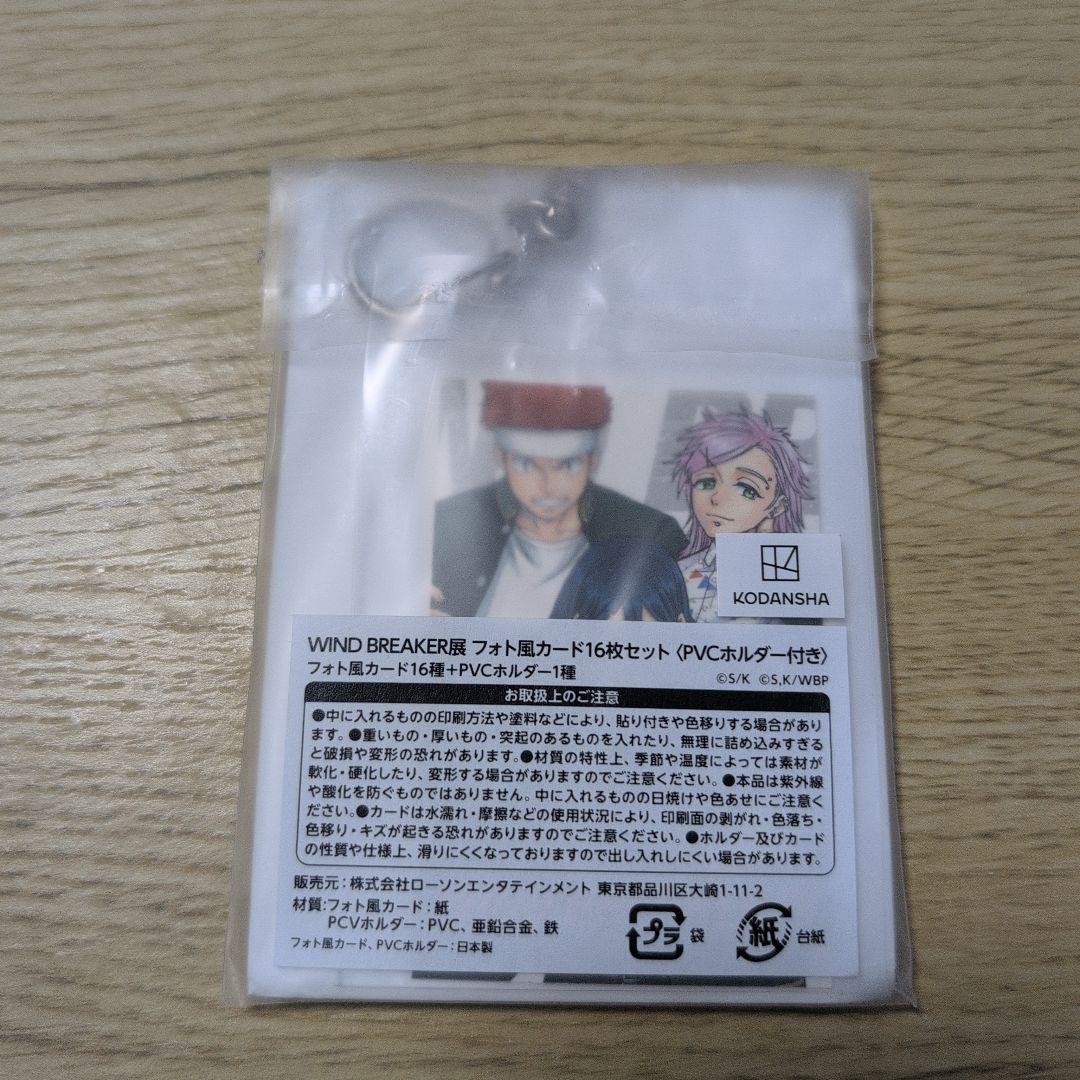 KODANSHA
WIND BREAKER展 フォト風カード16枚セット〈PVCホルダー付き〉
フォト風カード16種+PVCホルダー1種
©S/K ©S,K/WBP
お取扱上のご注意
●中に入れるものの印刷方法や塗料などにより、貼り付きや色移りする場合があり
ます。●重いもの・厚いもの・突起のあるものを入れたり、無理に詰め込みすぎる
と破損や変形の恐れがあります。●材質の特性上、季節や温度によっては素材が
軟化・硬化したり、変形する場合がありますのでご注意ください。●本品は紫外線
や酸化を防ぐものではありません。中に入れるものの日焼けや色あせにご注意く
ださい。●カードは水濡れ・摩擦などの使用状況により、印刷面の剥がれ・色落ち・
色移り・キズが起きる恐れがありますのでご注意ください。●ホルダー及びカード
の性質や仕様上、滑りにくくなっておりますので出し入れしにくい場合があります。
販売元:株式会社ローソンエンタテインメント 東京都品川区大崎1-11-2
材質:フォト風カード:紙
PCVホルダー:PVC、亜鉛合金、鉄
フォト風カード、PVCホルダー:日本製
プラ 袋
紙 台紙